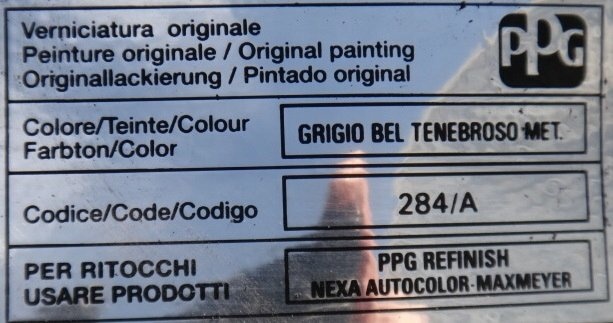 Verniciatura originale
Peinture originale / Original painting
Originallackierung / Pintado original
PPG
Colore/Teinte/Colour
Farbton/Color
GRIGIO BEL TENEBROSO MET.
Codice/Code/Codigo
284/A
PER RITOCCHI
USARE PRODOTTI
PPG REFINISH
NEXA AUTOCOLOR-MAXMEYER